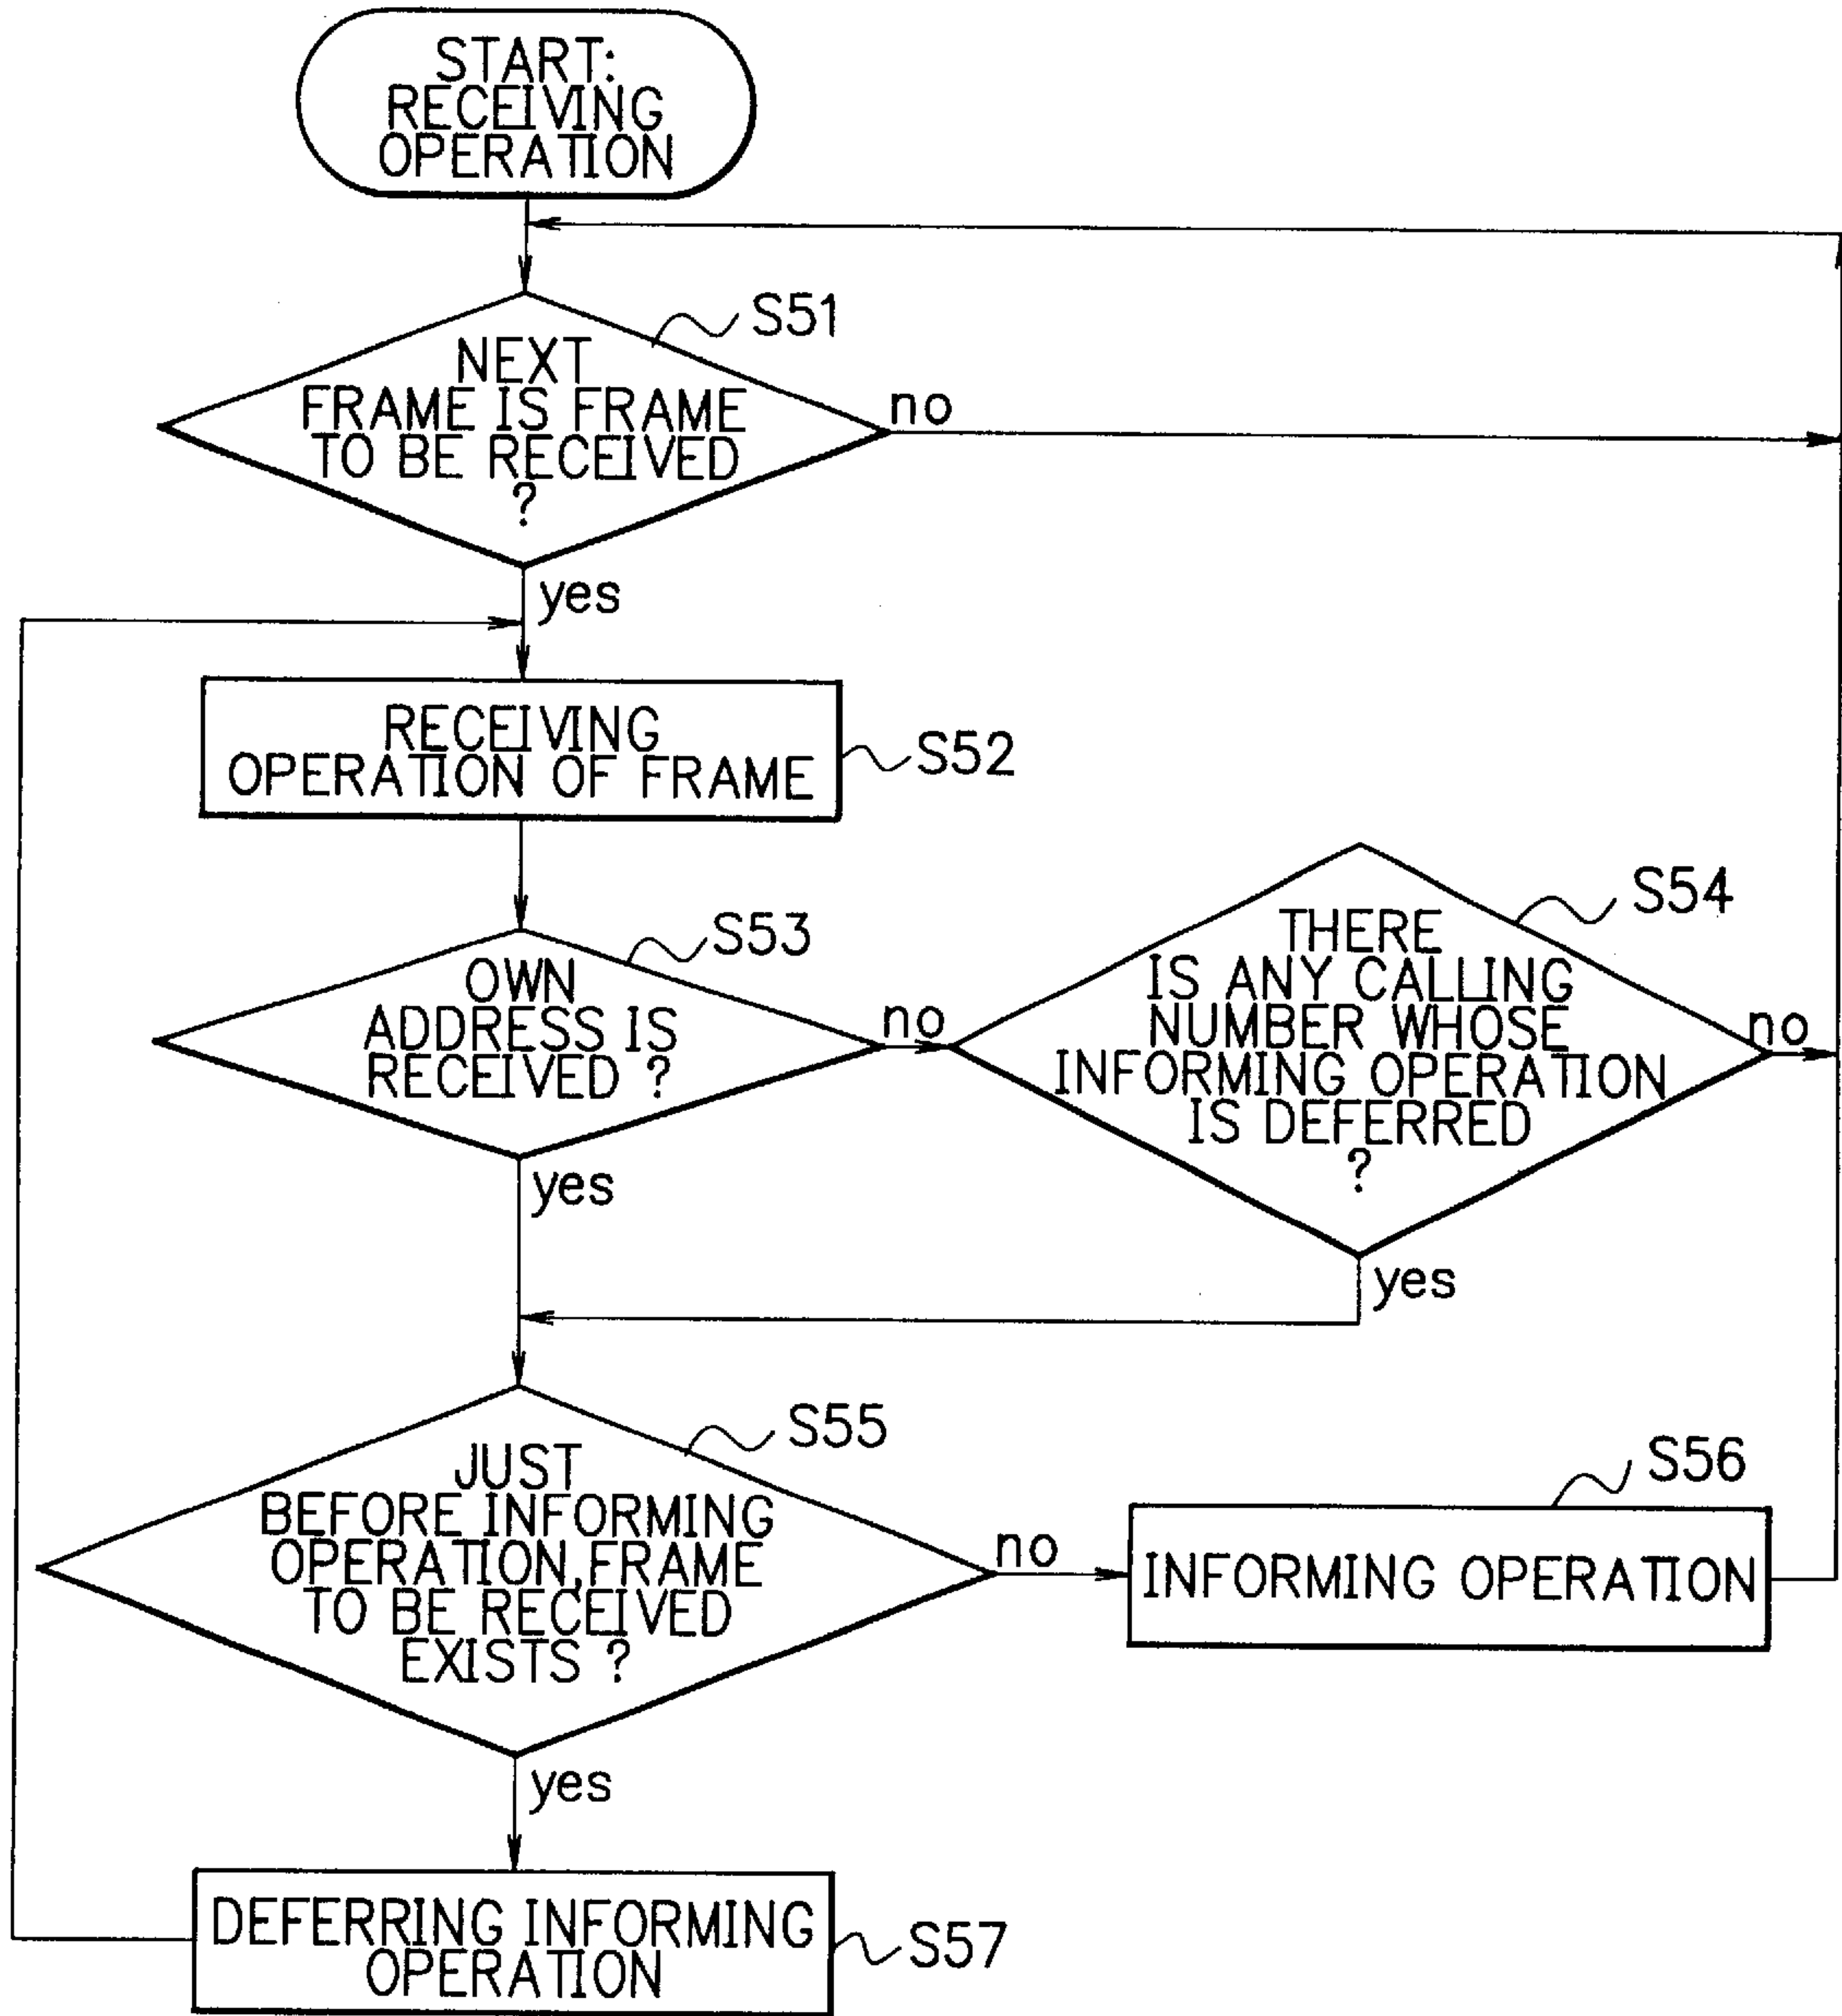 START:
RECEIVING
OPERATION
S51
NEXT
FRAME IS FRAME
TO BE RECEIVED
?
no
yes
RECEIVING
OPERATION OF FRAME
S52
S53
OWN
ADDRESS IS
RECEIVED ?
no
yes
S54
THERE
IS ANY CALLING
NUMBER WHOSE
INFORMING OPERATION
IS DEFERRED
?
no
yes
S55
JUST
BEFORE INFORMING
OPERATION,FRAME
TO BE RECEIVED
EXISTS ?
no
yes
S56
INFORMING OPERATION
DEFERRING INFORMING
OPERATION
S57